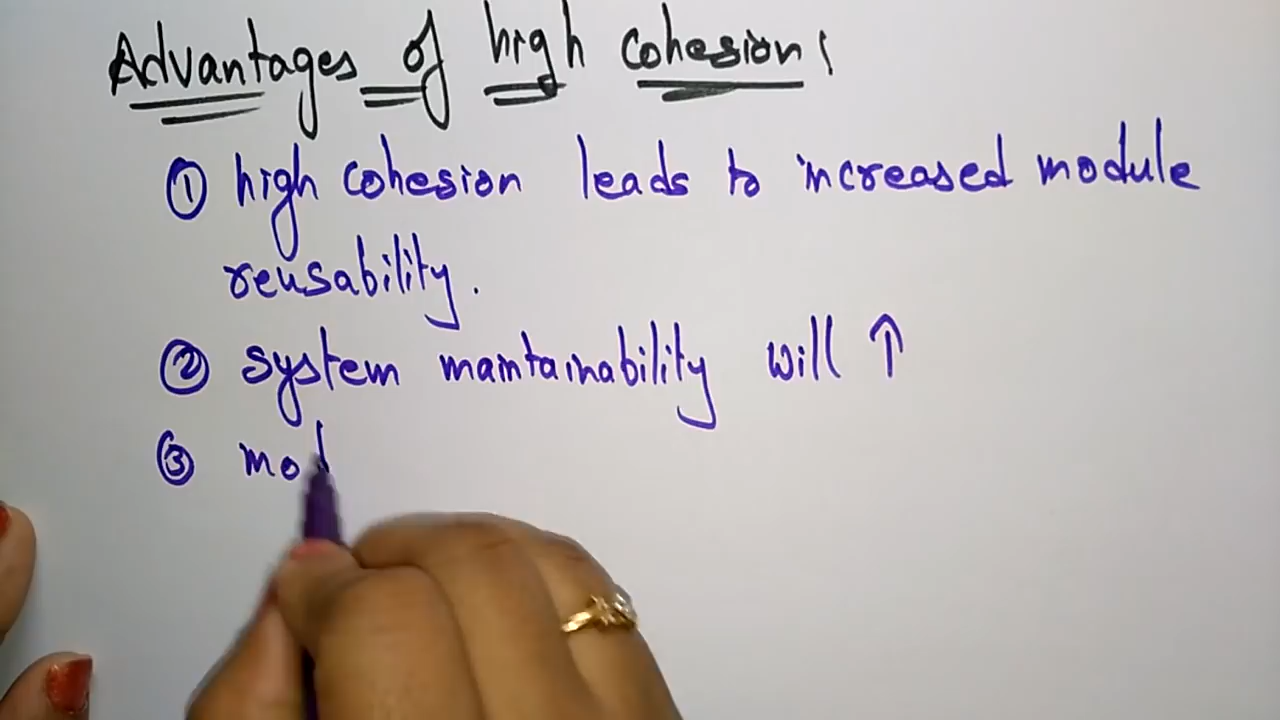 Advantages of high cohesion:
① high cohesion leads to increased module
reusability.
② system maintainability will ↑
③ mod